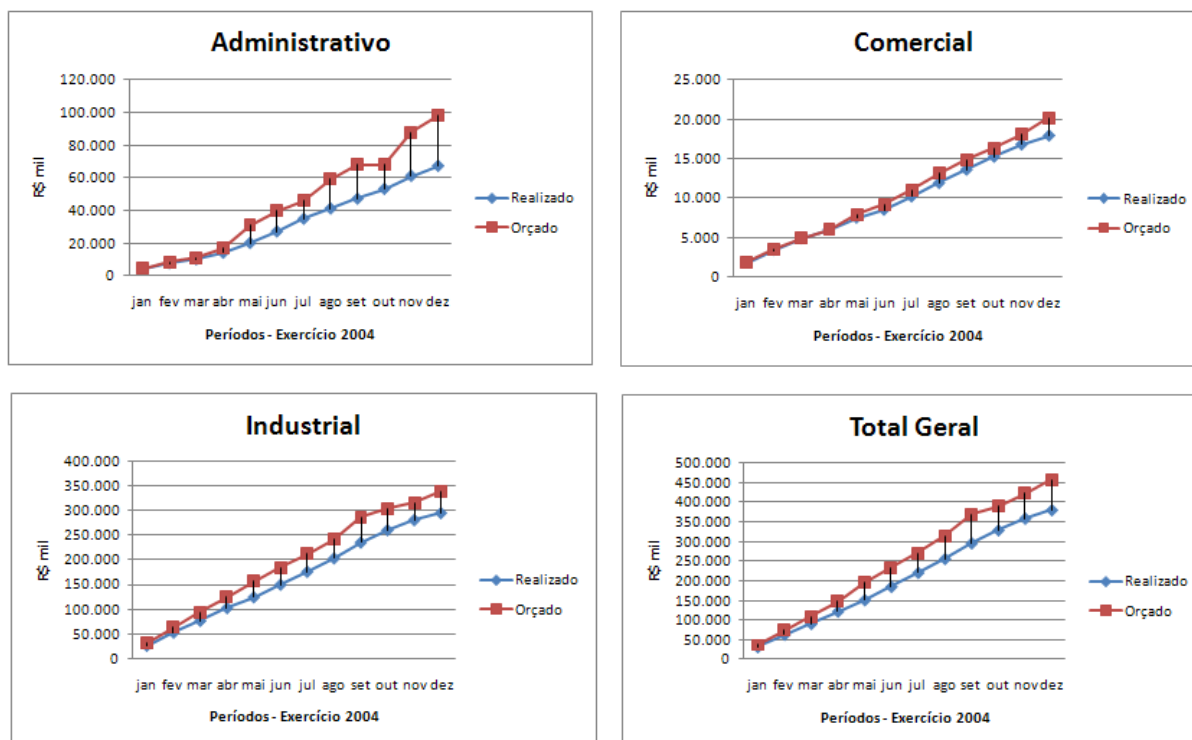 Administrativo
R$ mil
120.000
100.000
80.000
60.000
40.000
20.000
0
jan fev mar abr mai jun jul ago set out nov dez
Períodos - Exercício 2004
Realizado
Orçado
Comercial
R$ mil
25.000
20.000
15.000
10.000
5.000
0
jan fev mar abr mai jun jul ago set out nov dez
Períodos - Exercício 2004
Realizado
Orçado
Industrial
R$ mil
400.000
350.000
300.000
250.000
200.000
150.000
100.000
50.000
0
jan fev mar abr mai jun jul ago set out nov dez
Períodos - Exercício 2004
Realizado
Orçado
Total Geral
R$ mil
500.000
450.000
400.000
350.000
300.000
250.000
200.000
150.000
100.000
50.000
0
jan fev mar abr mai jun jul ago set out nov dez
Períodos - Exercício 2004
Realizado
Orçado